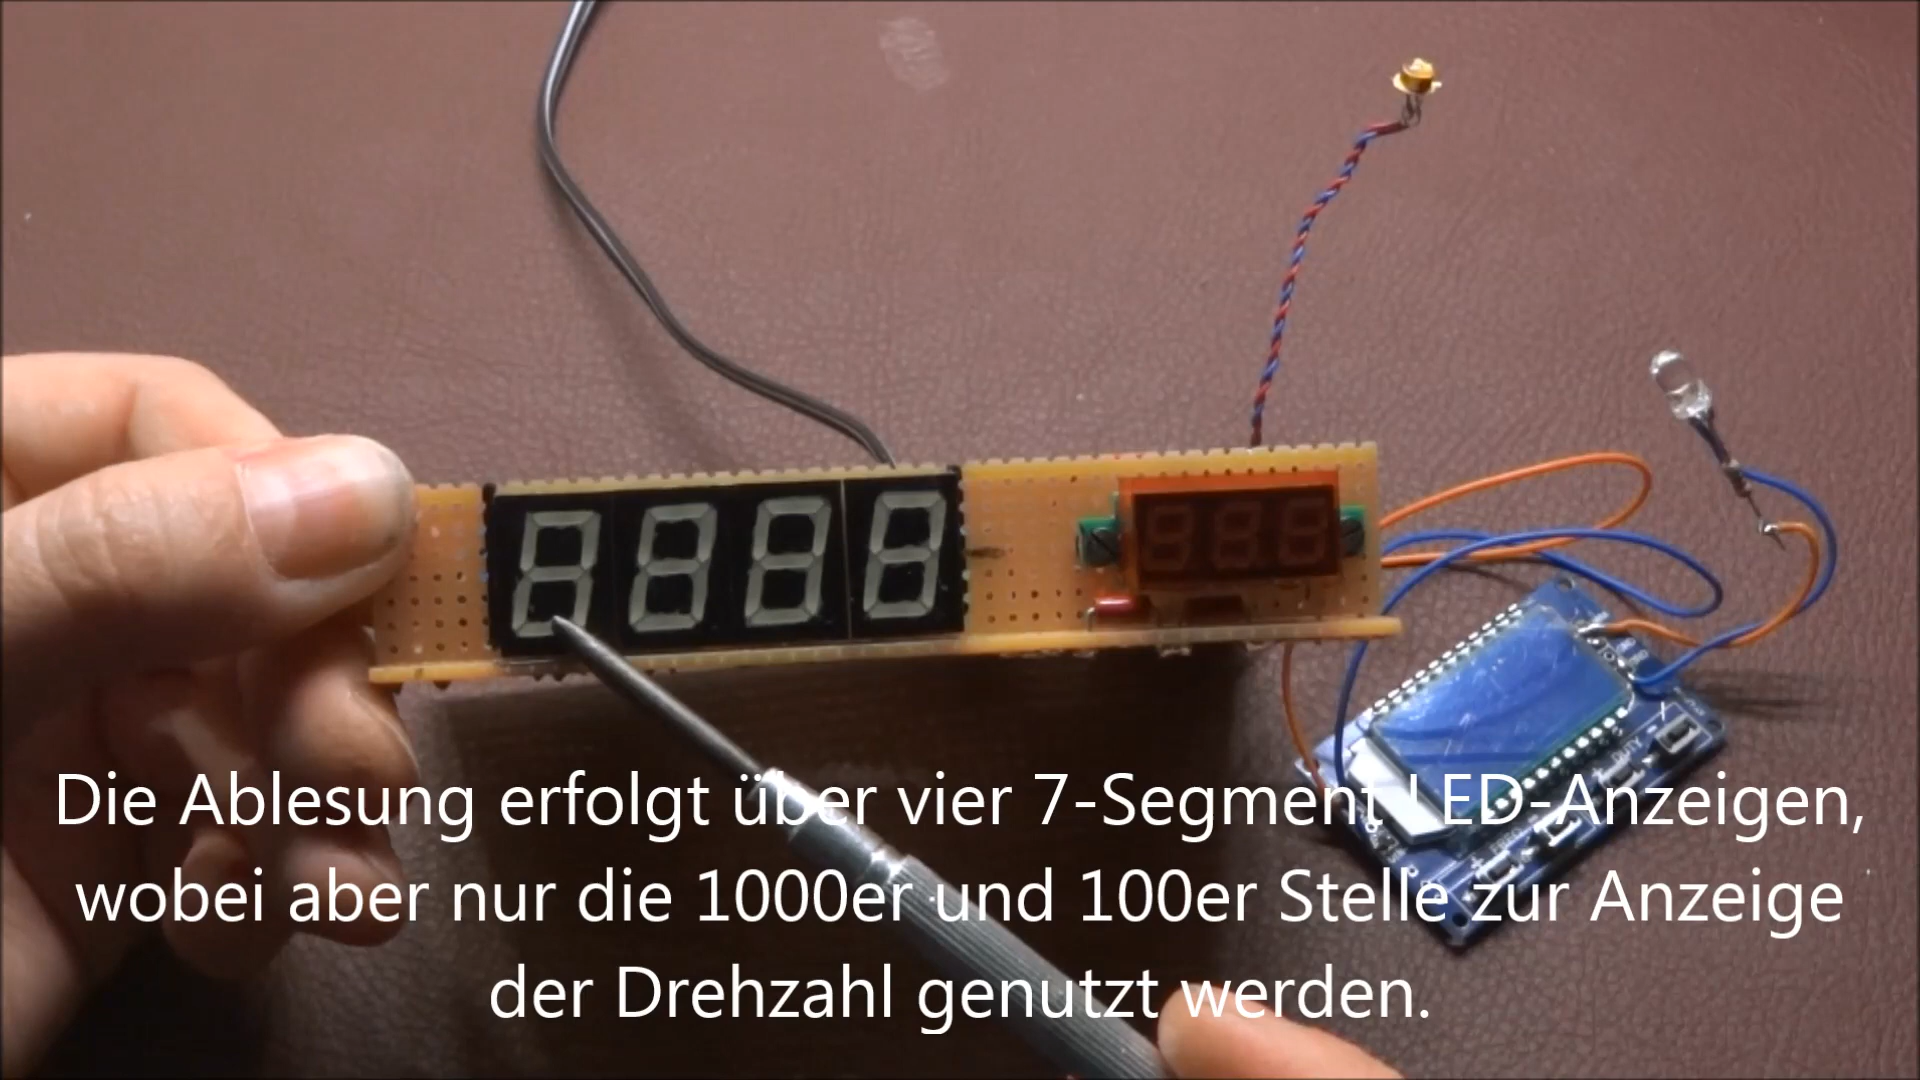 Die Ablesung erfolgt über vier 7-Segment LED-Anzeigen,
wobei aber nur die 1000er und 100er Stelle zur Anzeige
der Drehzahl genutzt werden.